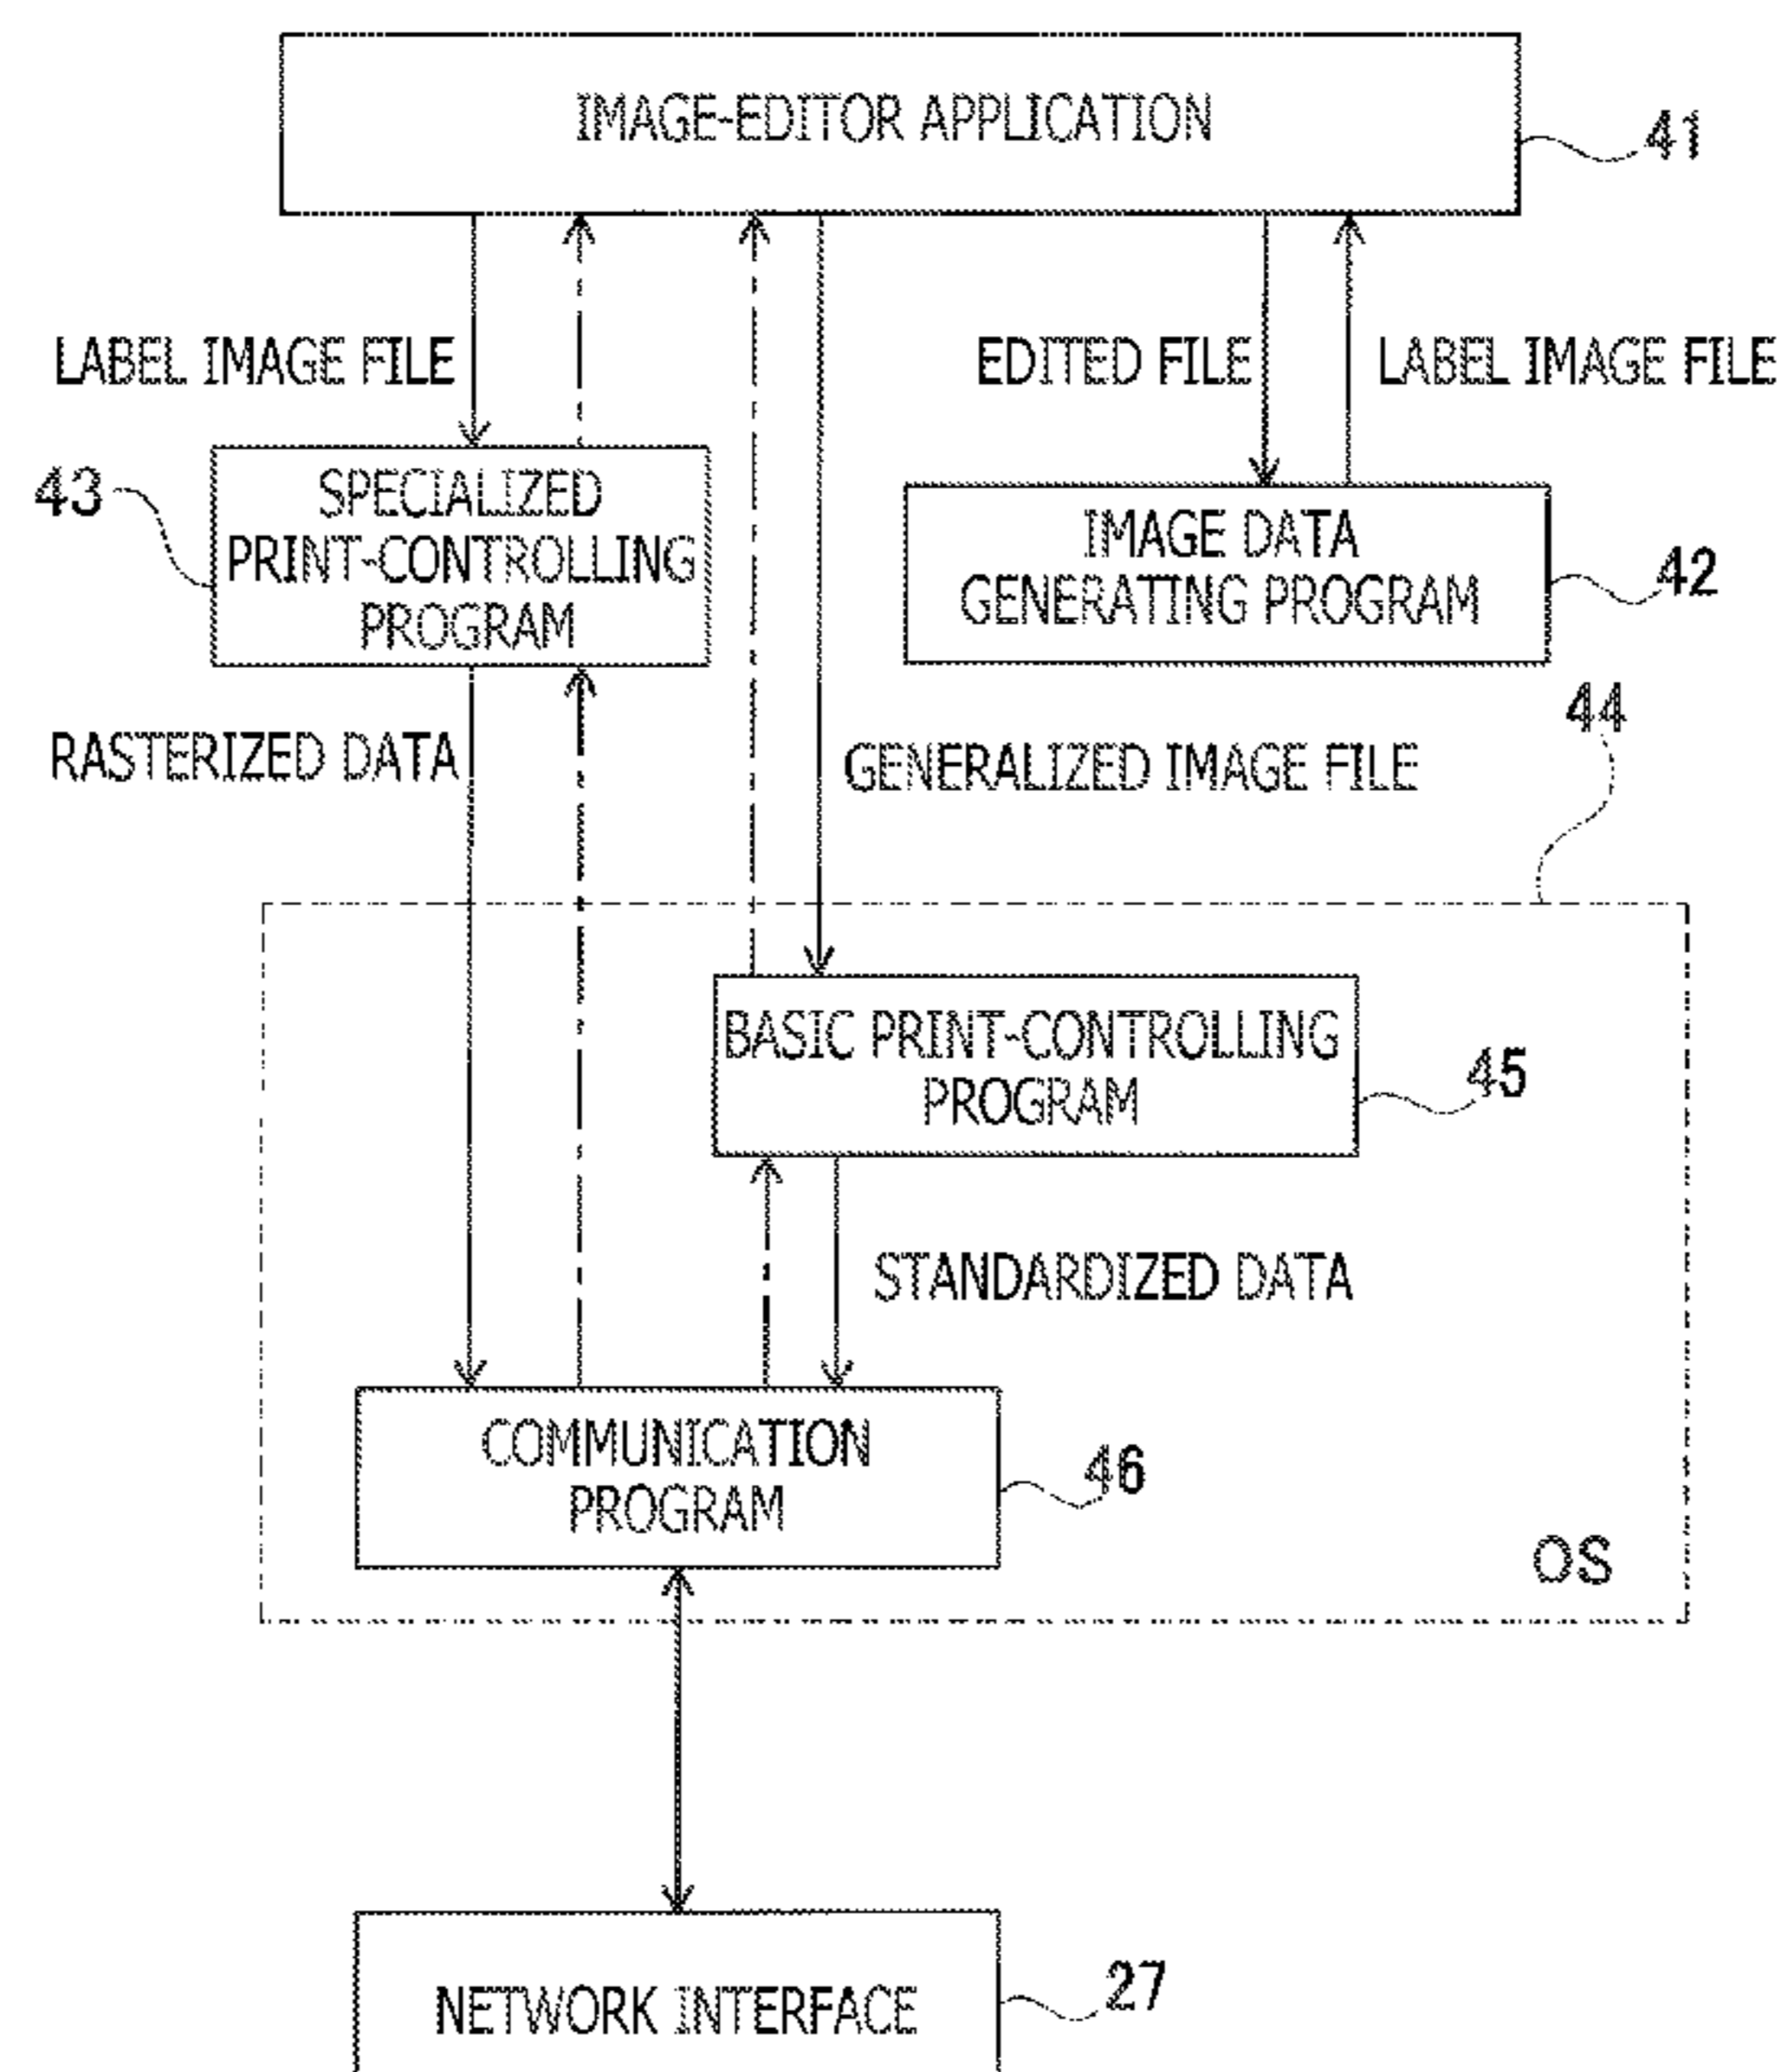 IMAGE-EDITOR APPLICATION
41
LABEL IMAGE FILE
EDITED FILE
LABEL IMAGE FILE
43
SPECIALIZED
PRINT-CONTROLLING
PROGRAM
IMAGE DATA
GENERATING PROGRAM
42
44
RASTERIZED DATA
GENERALIZED IMAGE FILE
BASIC PRINT-CONTROLLING
PROGRAM
45
STANDARDIZED DATA
COMMUNICATION
PROGRAM
46
OS
NETWORK INTERFACE
27